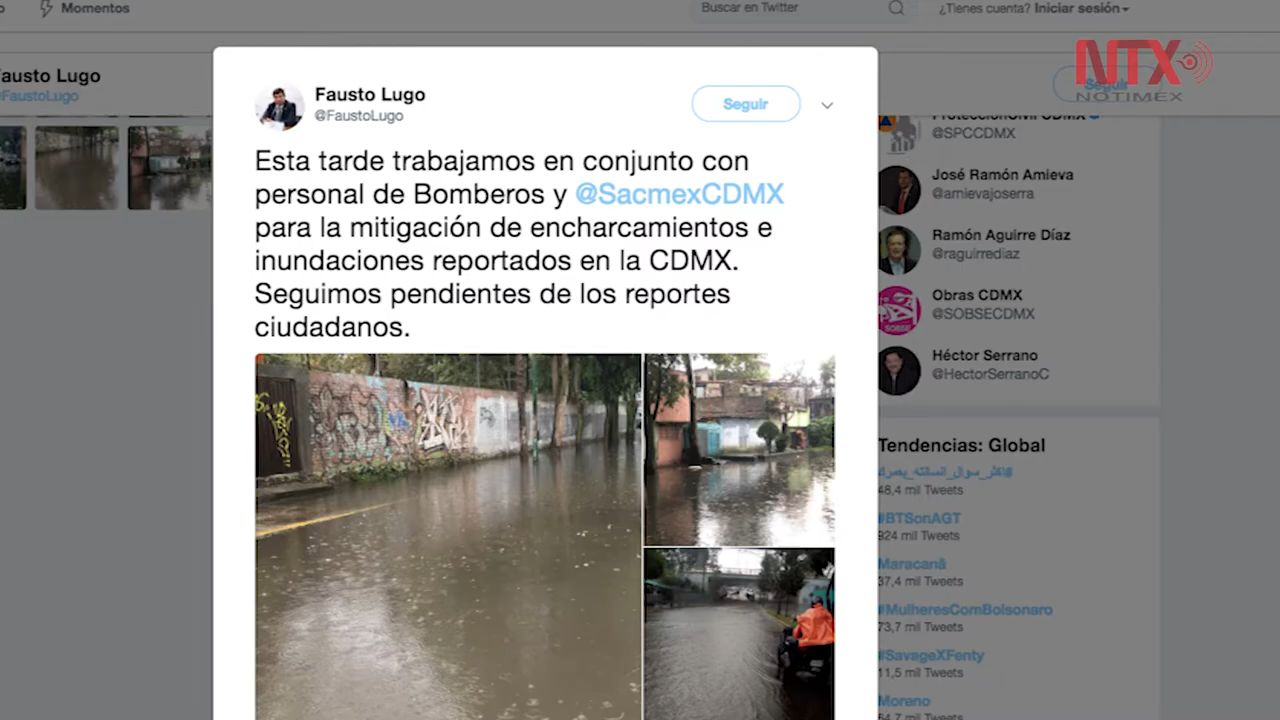 Momentos
Buscar en Twitter
¿Tienes cuenta? Iniciar sesión
NTX
NOTIMEX
Fausto Lugo
@FaustoLugo
Seguir
Fausto Lugo
@FaustoLugo
Seguir
Esta tarde trabajamos en conjunto con
personal de Bomberos y @SacmexCDMX
para la mitigación de encharcamientos e
inundaciones reportados en la CDMX.
Seguimos pendientes de los reportes
ciudadanos.
@SPCCDMX
José Ramón Amieva
@amievajoserra
Ramón Aguirre Díaz
@raguirrediaz
Obras CDMX
@SOBSECDMX
SOBSE
Héctor Serrano
@HectorSerranoC
Tendencias: Global
48,4 mil Tweets
#BTSonAGT
924 mil Tweets
Maracanã
37,4 mil Tweets
#MulheresComBolsonaro
73,7 mil Tweets
#SavageXFenty
11,5 mil Tweets
Moreno